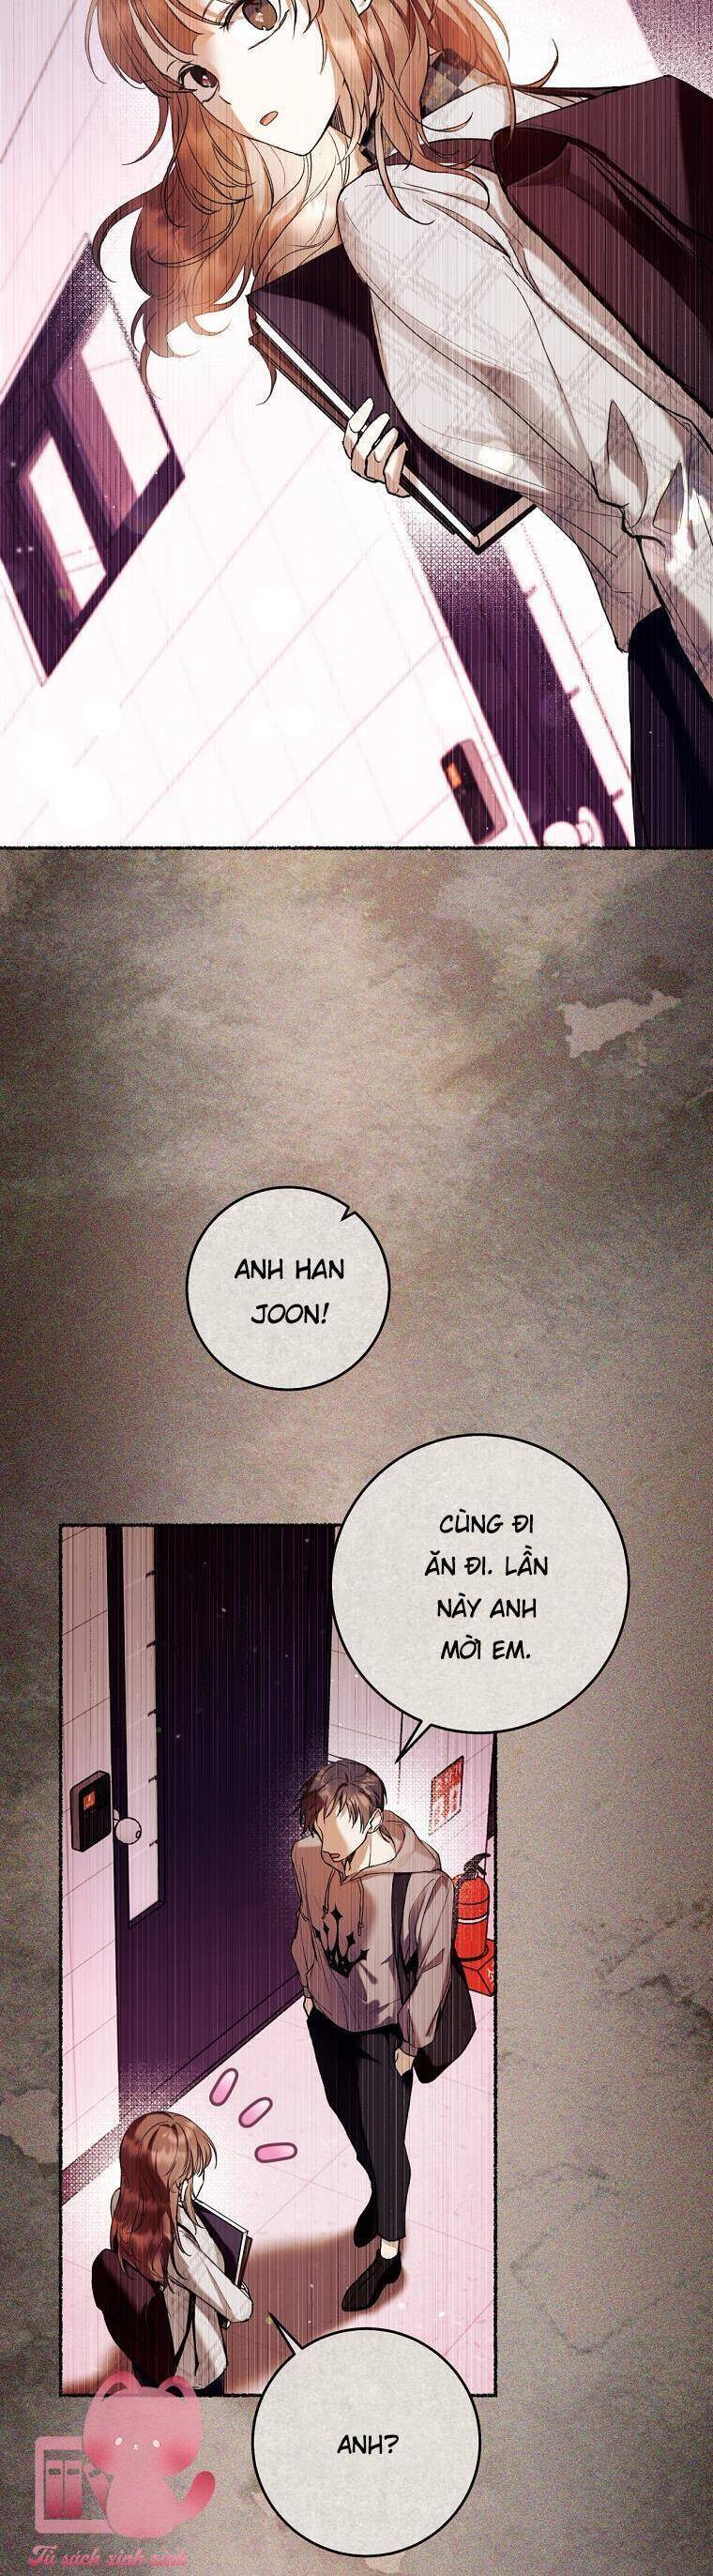 ANH HAN
JOON!
CÙNG ĐI
ĂN ĐI. LẦN
NÀY ANH
MỜI EM.
ANH?
Tủ sách xinh xinh